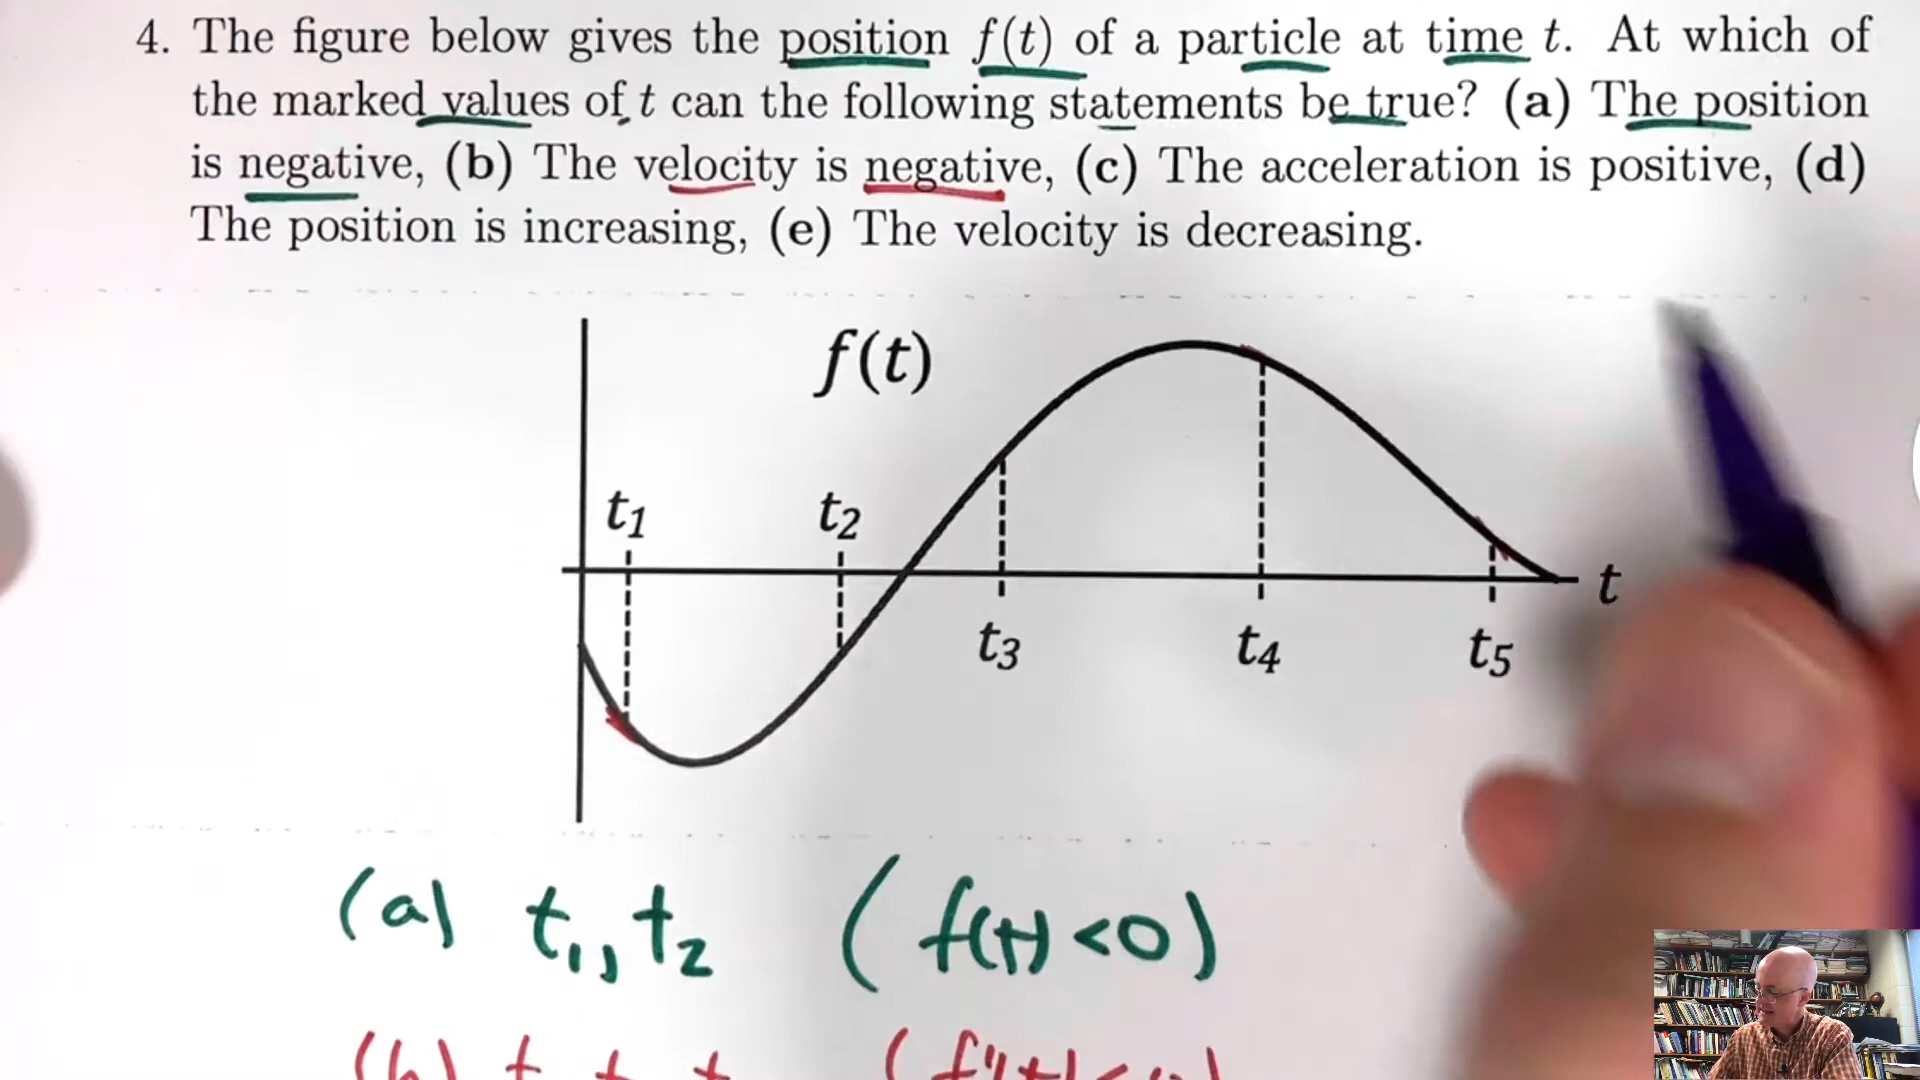 4. The figure below gives the position f(t) of a particle at time t. At which of
the marked values of t can the following statements be true? (a) The position
is negative, (b) The velocity is negative, (c) The acceleration is positive, (d)
The position is increasing, (e) The velocity is decreasing.
f(t)
t1 t2
t
t3 t4 t5
(a) t1, t2 (f(t)<0)
(b) t t t